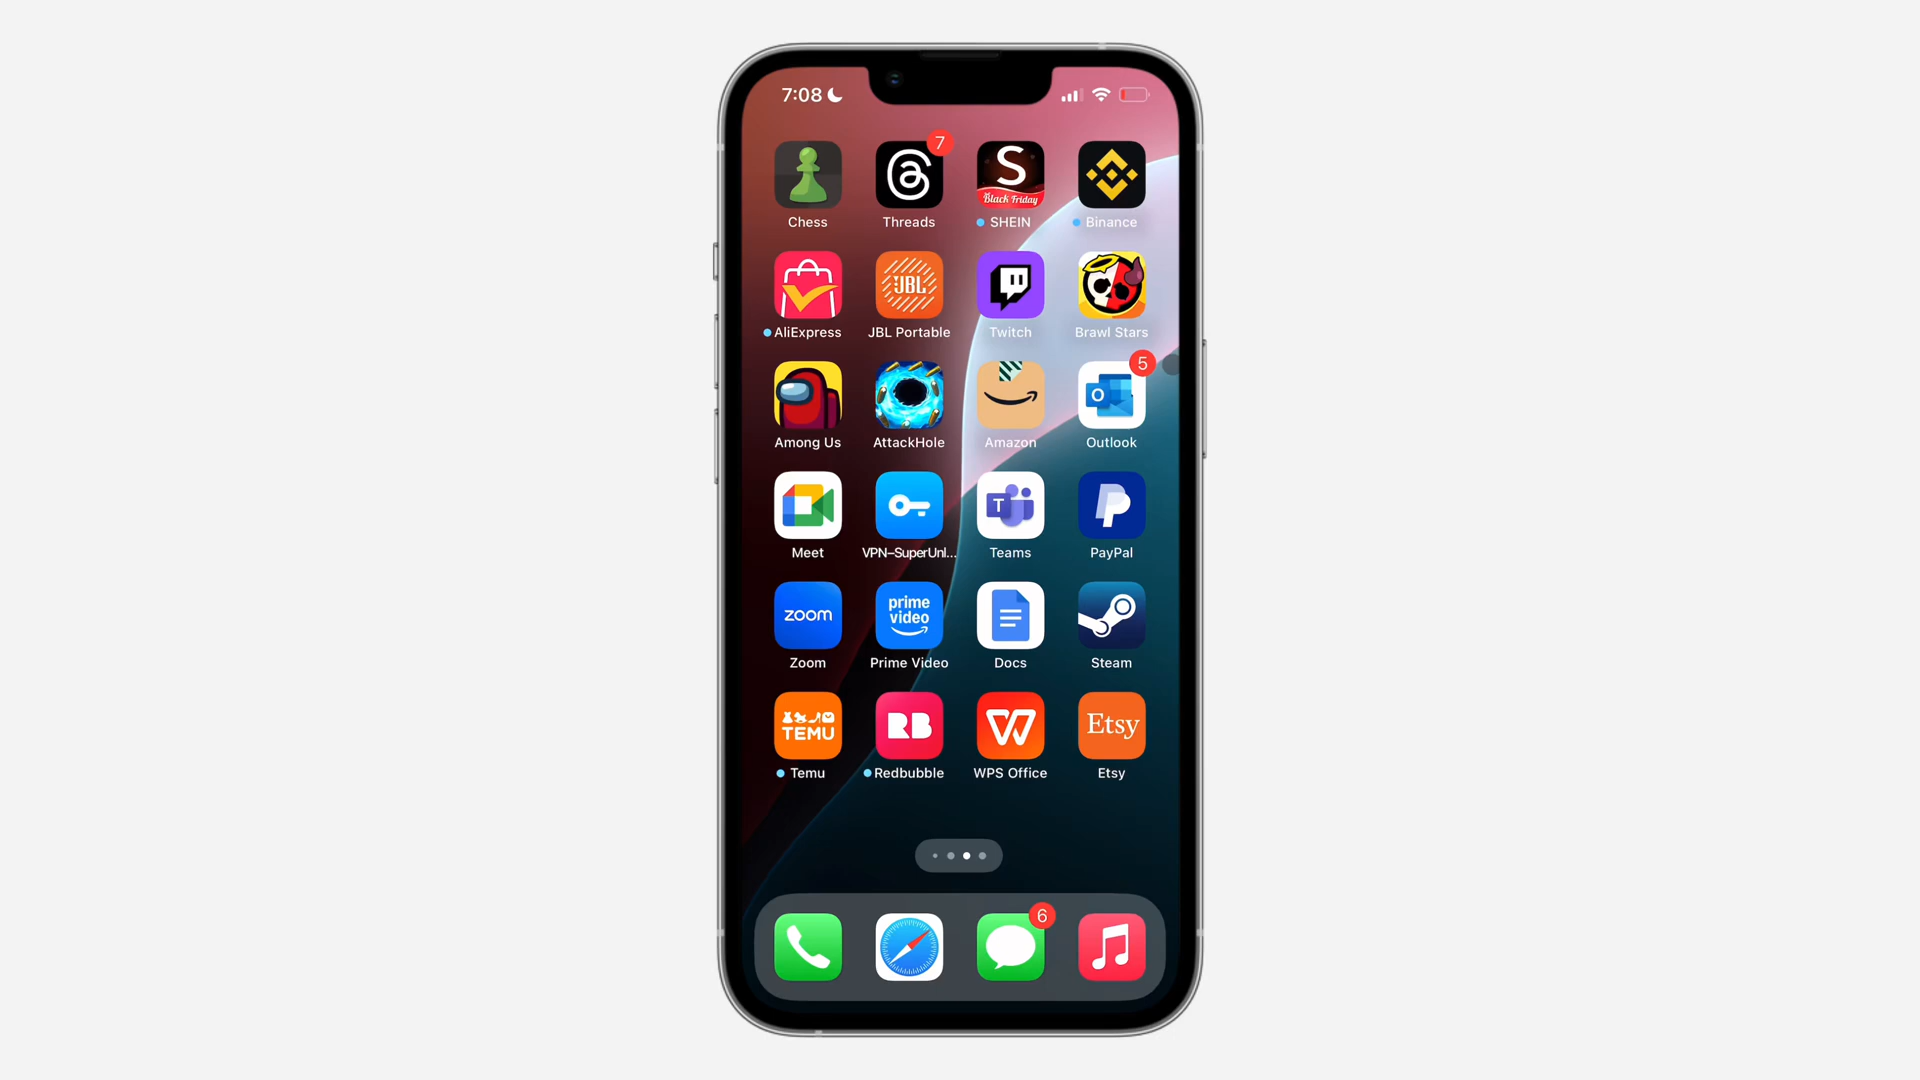 7:08
7
S
Black Friday
Chess
Threads
SHEIN
Binance
JBL
AliExpress
JBL Portable
Twitch
Brawl Stars
5
O
Among Us
AttackHole
Amazon
Outlook
T
Meet
VPN–SuperUnl...
Teams
PayPal
zoom
prime
video
Zoom
Prime Video
Docs
Steam
TEMU
RB
W
Etsy
Temu
Redbubble
WPS Office
Etsy
6